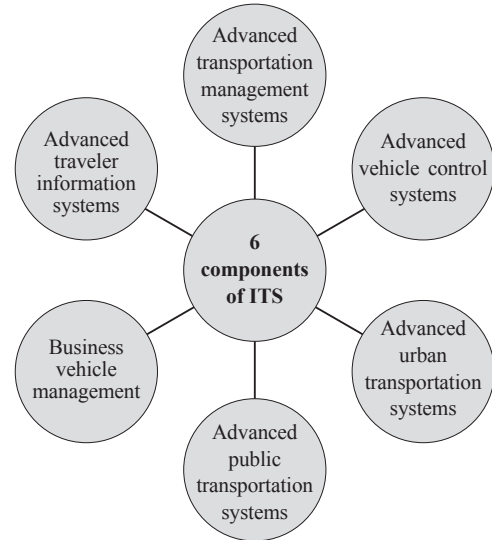 Advanced
transportation
management
systems
Advanced
traveler
information
systems
Advanced
vehicle control
systems
6
components
of ITS
Business
vehicle
management
Advanced
urban
transportation
systems
Advanced
public
transportation
systems